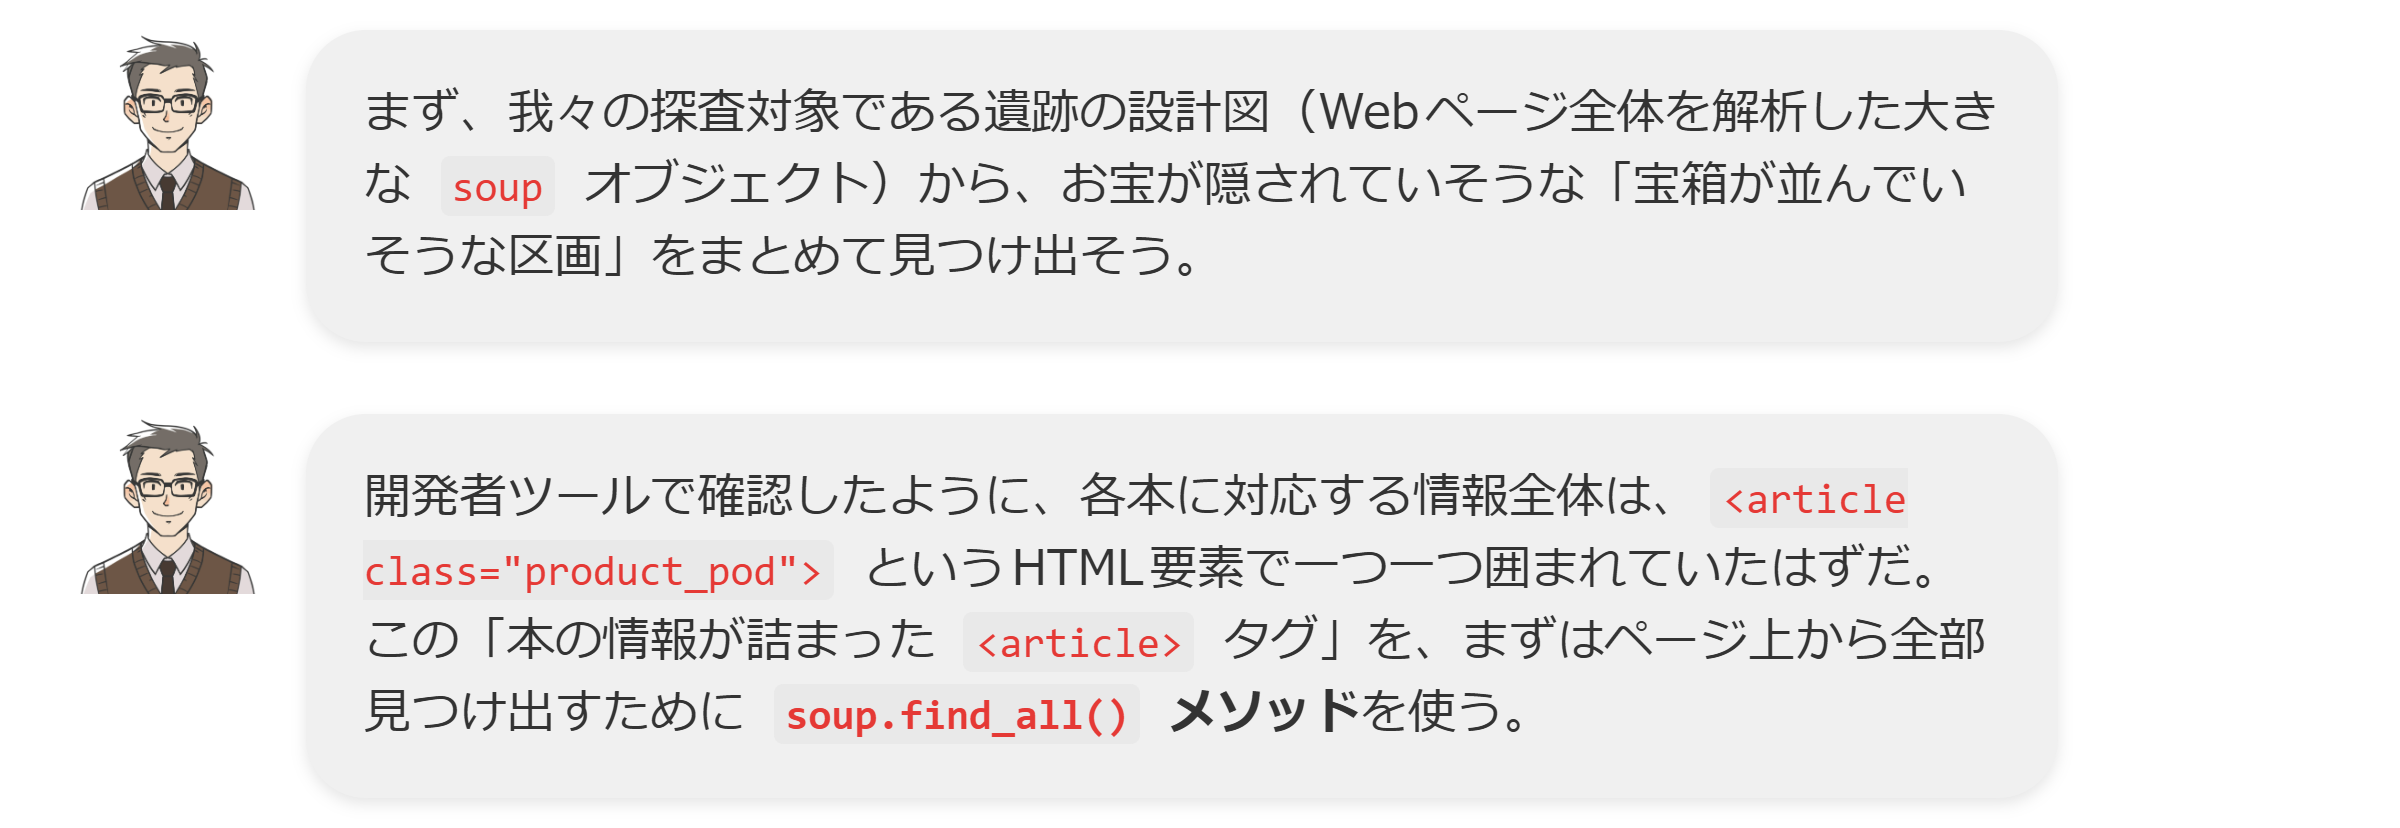 まず、我々の探査対象である遺跡の設計図（Webページ全体を解析した大き
な soup オブジェクト）から、お宝が隠されていそうな「宝箱が並んでい
そうな区画」をまとめて見つけ出そう。
開発者ツールで確認したように、各本に対応する情報全体は、 <article
class="product_pod"> というHTML要素で一つ一つ囲まれていたはずだ。
この「本の情報が詰まった <article> タグ」を、まずはページ上から全部
見つけ出すために soup.find_all() メソッドを使う。